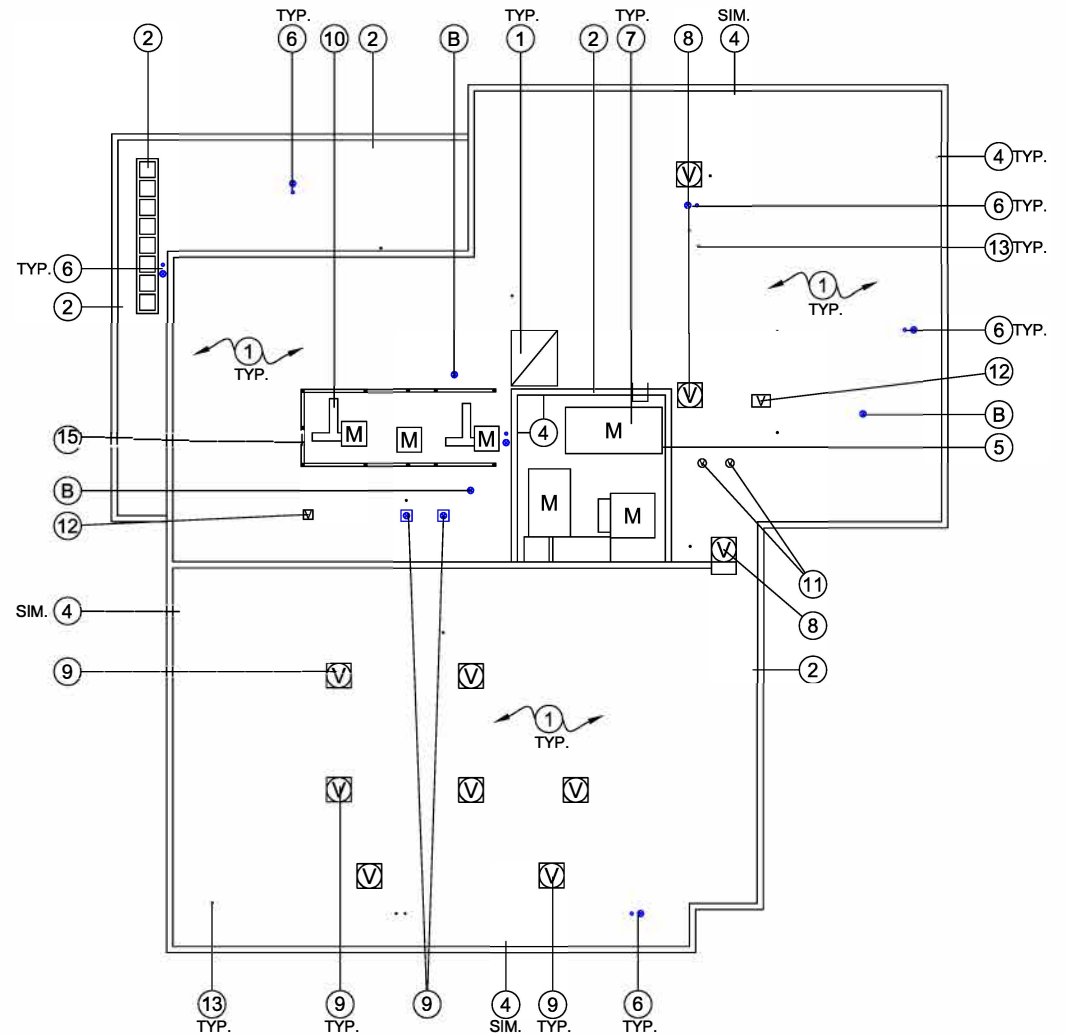 TYP. TYP. TYP. SIM.
2 6 10 2 B 1 2 7 8 4
4 TYP.
V
6 TYP.
13 TYP.
TYP. 6
1
TYP.
2
6 TYP.
1
TYP.
12
V V
B
M M M M
4
15
5
B
M M
12 V
V
11
SIM. 4
8
9 V V
2
1
TYP.
V V V
V V
13 9 9 4 9 6
TYP. TYP. SIM. TYP. TYP.